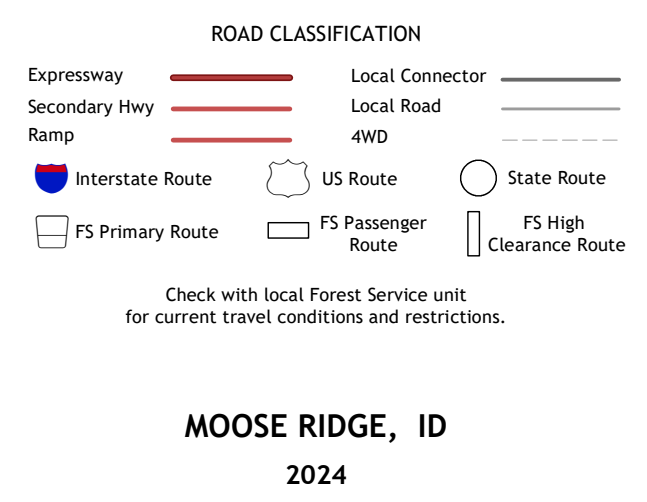 ROAD CLASSIFICATION
Expressway
Local Connector
Secondary Hwy
Local Road
Ramp
4WD
Interstate Route
US Route
State Route
FS Primary Route
FS Passenger
Route
FS High
Clearance Route
Check with local Forest Service unit
for current travel conditions and restrictions.
MOOSE RIDGE, ID
2024